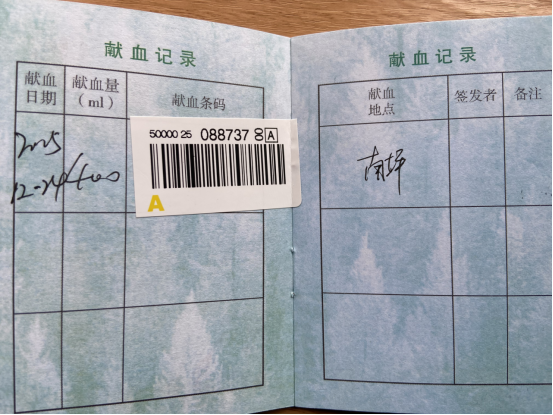 献血记录
献血
日期
献血量
（ml）
献血条码
2025
12-24
400
50000 25 088737 00 A
A
献血记录
献血
地点
签发者
备注
南坪